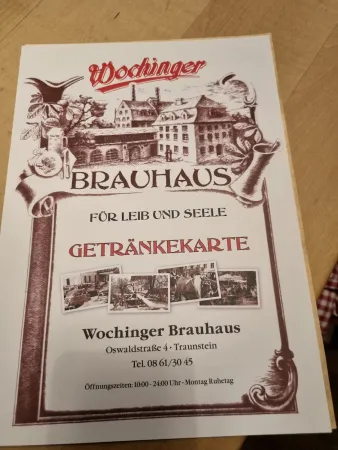 Wochinger
BRAUHAUS
FÜR LEIB UND SEELE
GETRÄNKEKARTE
Wochinger Brauhaus
Oswaldstraße 4 · Traunstein
Tel. 08 61/30 45
Öffnungszeiten: 10:00 - 24:00 Uhr · Montag Ruhetag